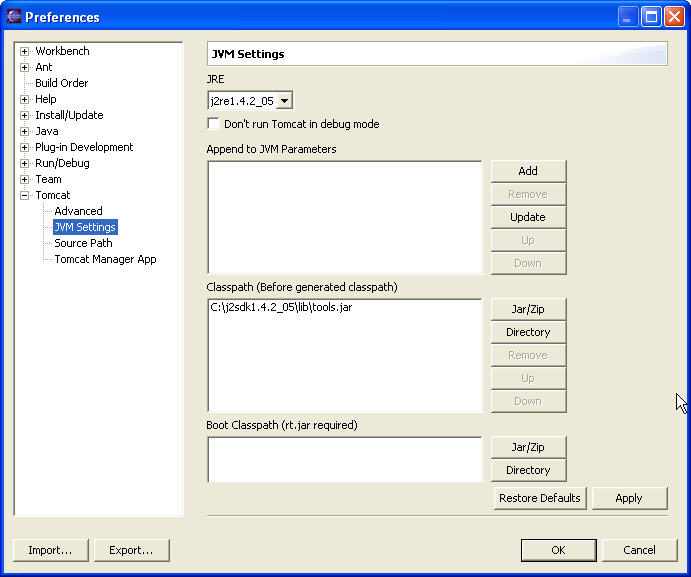 Preferences
Workbench
Ant
Build Order
Help
Install/Update
Java
Plug-in Development
Run/Debug
Team
Tomcat
Advanced
JVM Settings
Source Path
Tomcat Manager App
JVM Settings
JRE
j2re1.4.2_05
Don't run Tomcat in debug mode
Append to JVM Parameters
Add
Remove
Update
Up
Down
Classpath (Before generated classpath)
C:\j2sdk1.4.2_05\lib\tools.jar
Jar/Zip
Directory
Remove
Up
Down
Boot Classpath (rt.jar required)
Jar/Zip
Directory
Restore Defaults
Apply
Import...
Export...
OK
Cancel